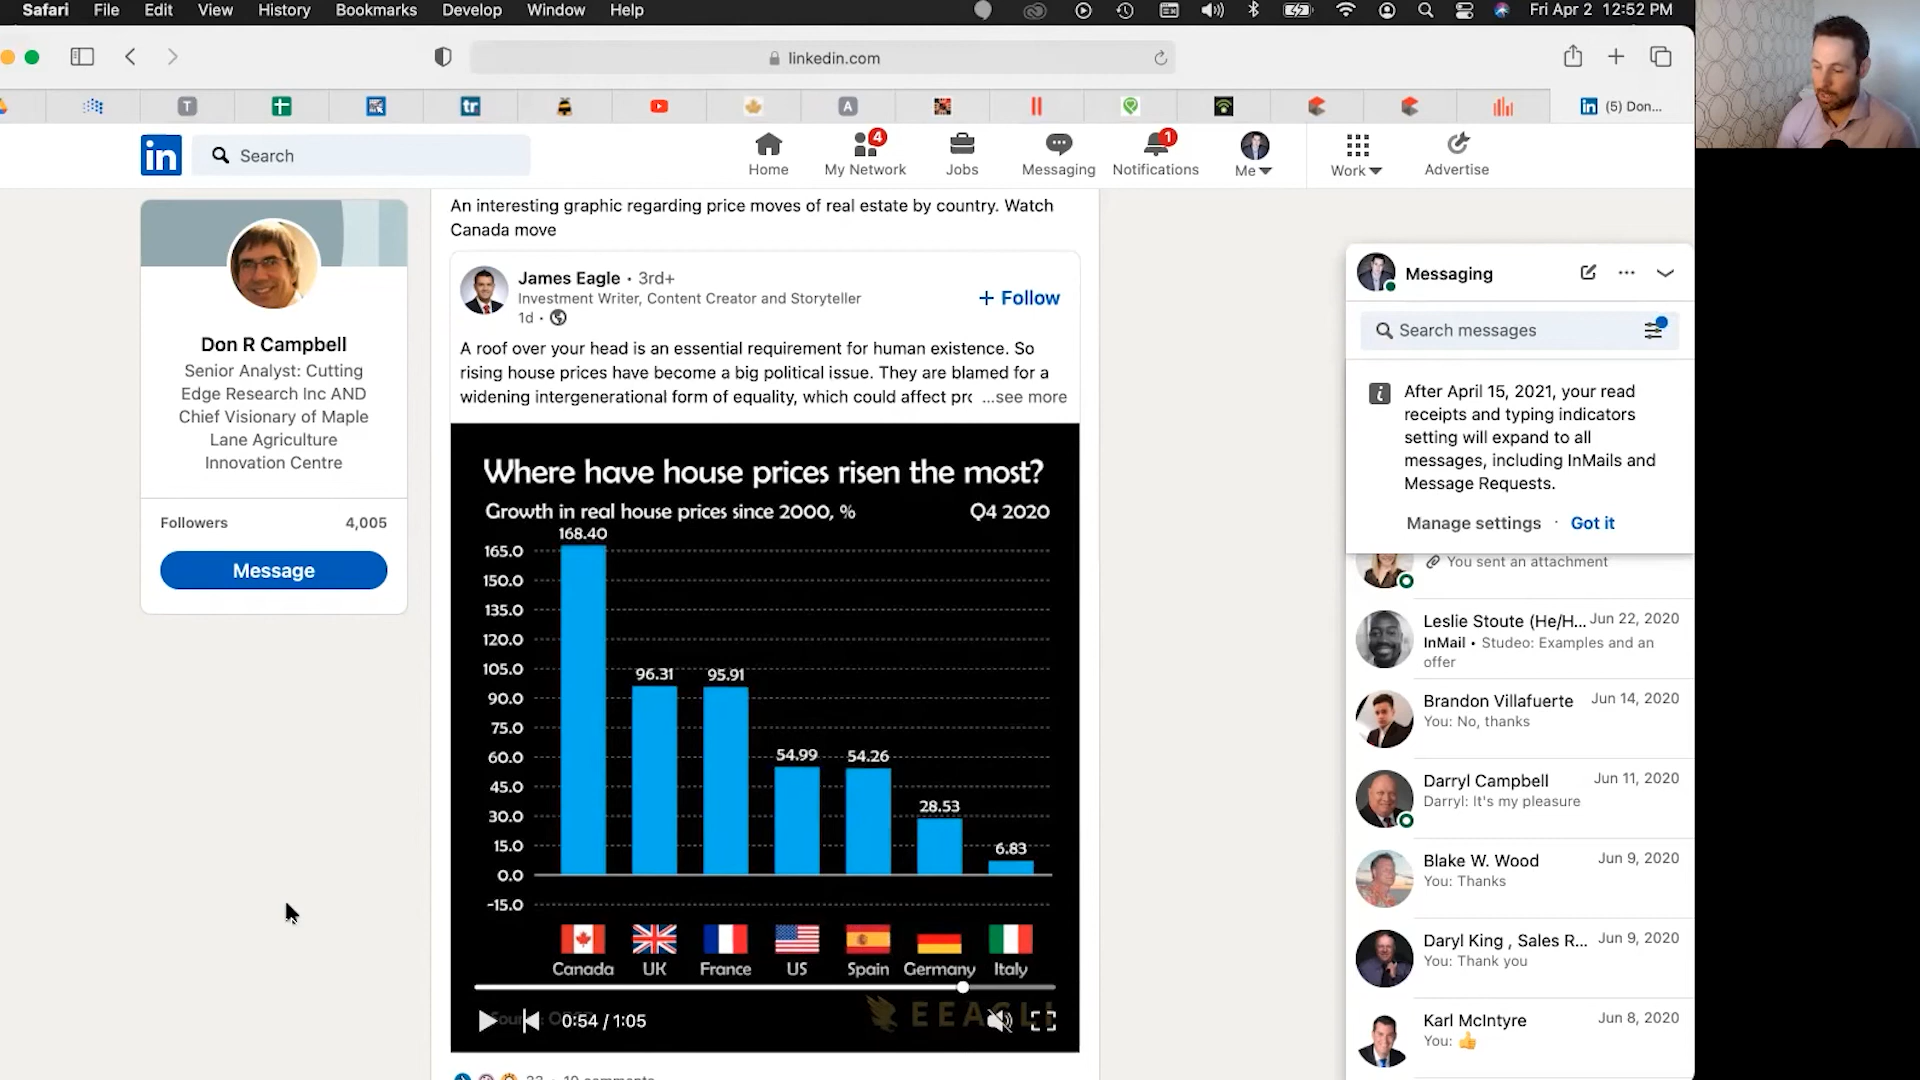 Safari File Edit View History Bookmarks Develop Window Help Fri Apr 2 12:52 PM
linkedin.com
T
tr
A
in (5) Don...
in Search
Home
4
My Network
Jobs
Messaging
1
Notifications
Me
Work
Advertise
Don R Campbell
Senior Analyst: Cutting
Edge Research Inc AND
Chief Visionary of Maple
Lane Agriculture
Innovation Centre
Followers 4,005
Message
An interesting graphic regarding price moves of real estate by country. Watch
Canada move
James Eagle • 3rd+
Investment Writer, Content Creator and Storyteller
1d •
+ Follow
A roof over your head is an essential requirement for human existence. So
rising house prices have become a big political issue. They are blamed for a
widening intergenerational form of equality, which could affect prc ...see more
Where have house prices risen the most?
Growth in real house prices since 2000, % Q4 2020
168.40
165.0
150.0
135.0
120.0
105.0
96.31
95.91
90.0
75.0
60.0
54.99
54.26
45.0
30.0
28.53
15.0
6.83
0.0
-15.0
Canada UK France US Spain Germany Italy
0:54 / 1:05
Messaging
Search messages
After April 15, 2021, your read
receipts and typing indicators
setting will expand to all
messages, including InMails and
Message Requests.
Manage settings · Got it
You sent an attachment
Leslie Stoute (He/H... Jun 22, 2020
InMail • Studeo: Examples and an
offer
Brandon Villafuerte Jun 14, 2020
You: No, thanks
Darryl Campbell Jun 11, 2020
Darryl: It's my pleasure
Blake W. Wood Jun 9, 2020
You: Thanks
Daryl King , Sales R... Jun 9, 2020
You: Thank you
Karl McIntyre Jun 8, 2020
You: 👍